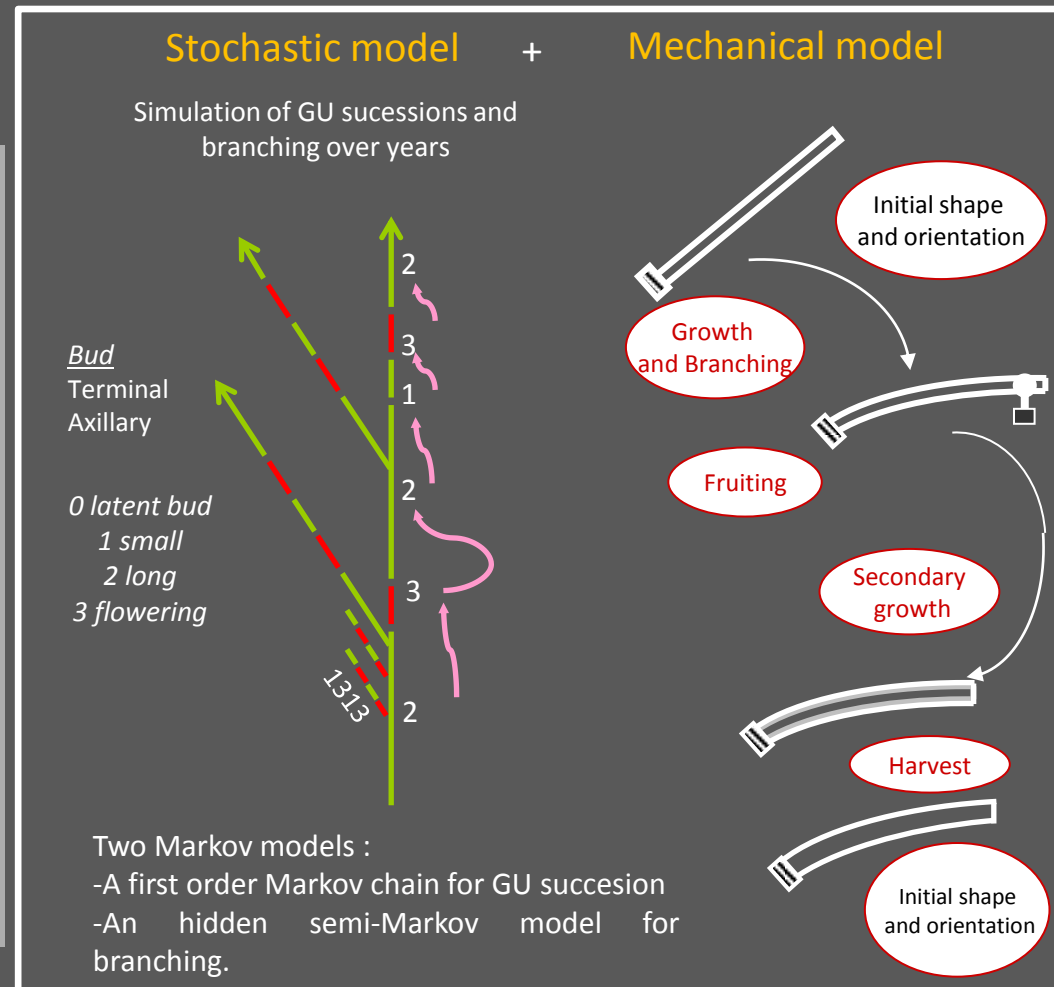 Stochastic model + Mechanical model
Simulation of GU sucessions and
branching over years
Bud
Terminal
Axillary
0 latent bud
1 small
2 long
3 flowering
2
3
1
2
3
2
1313
Two Markov models :
-A first order Markov chain for GU succesion
-An hidden semi-Markov model for
branching.
Initial shape
and orientation
Growth
and Branching
Fruiting
Secondary
growth
Harvest
Initial shape
and orientation